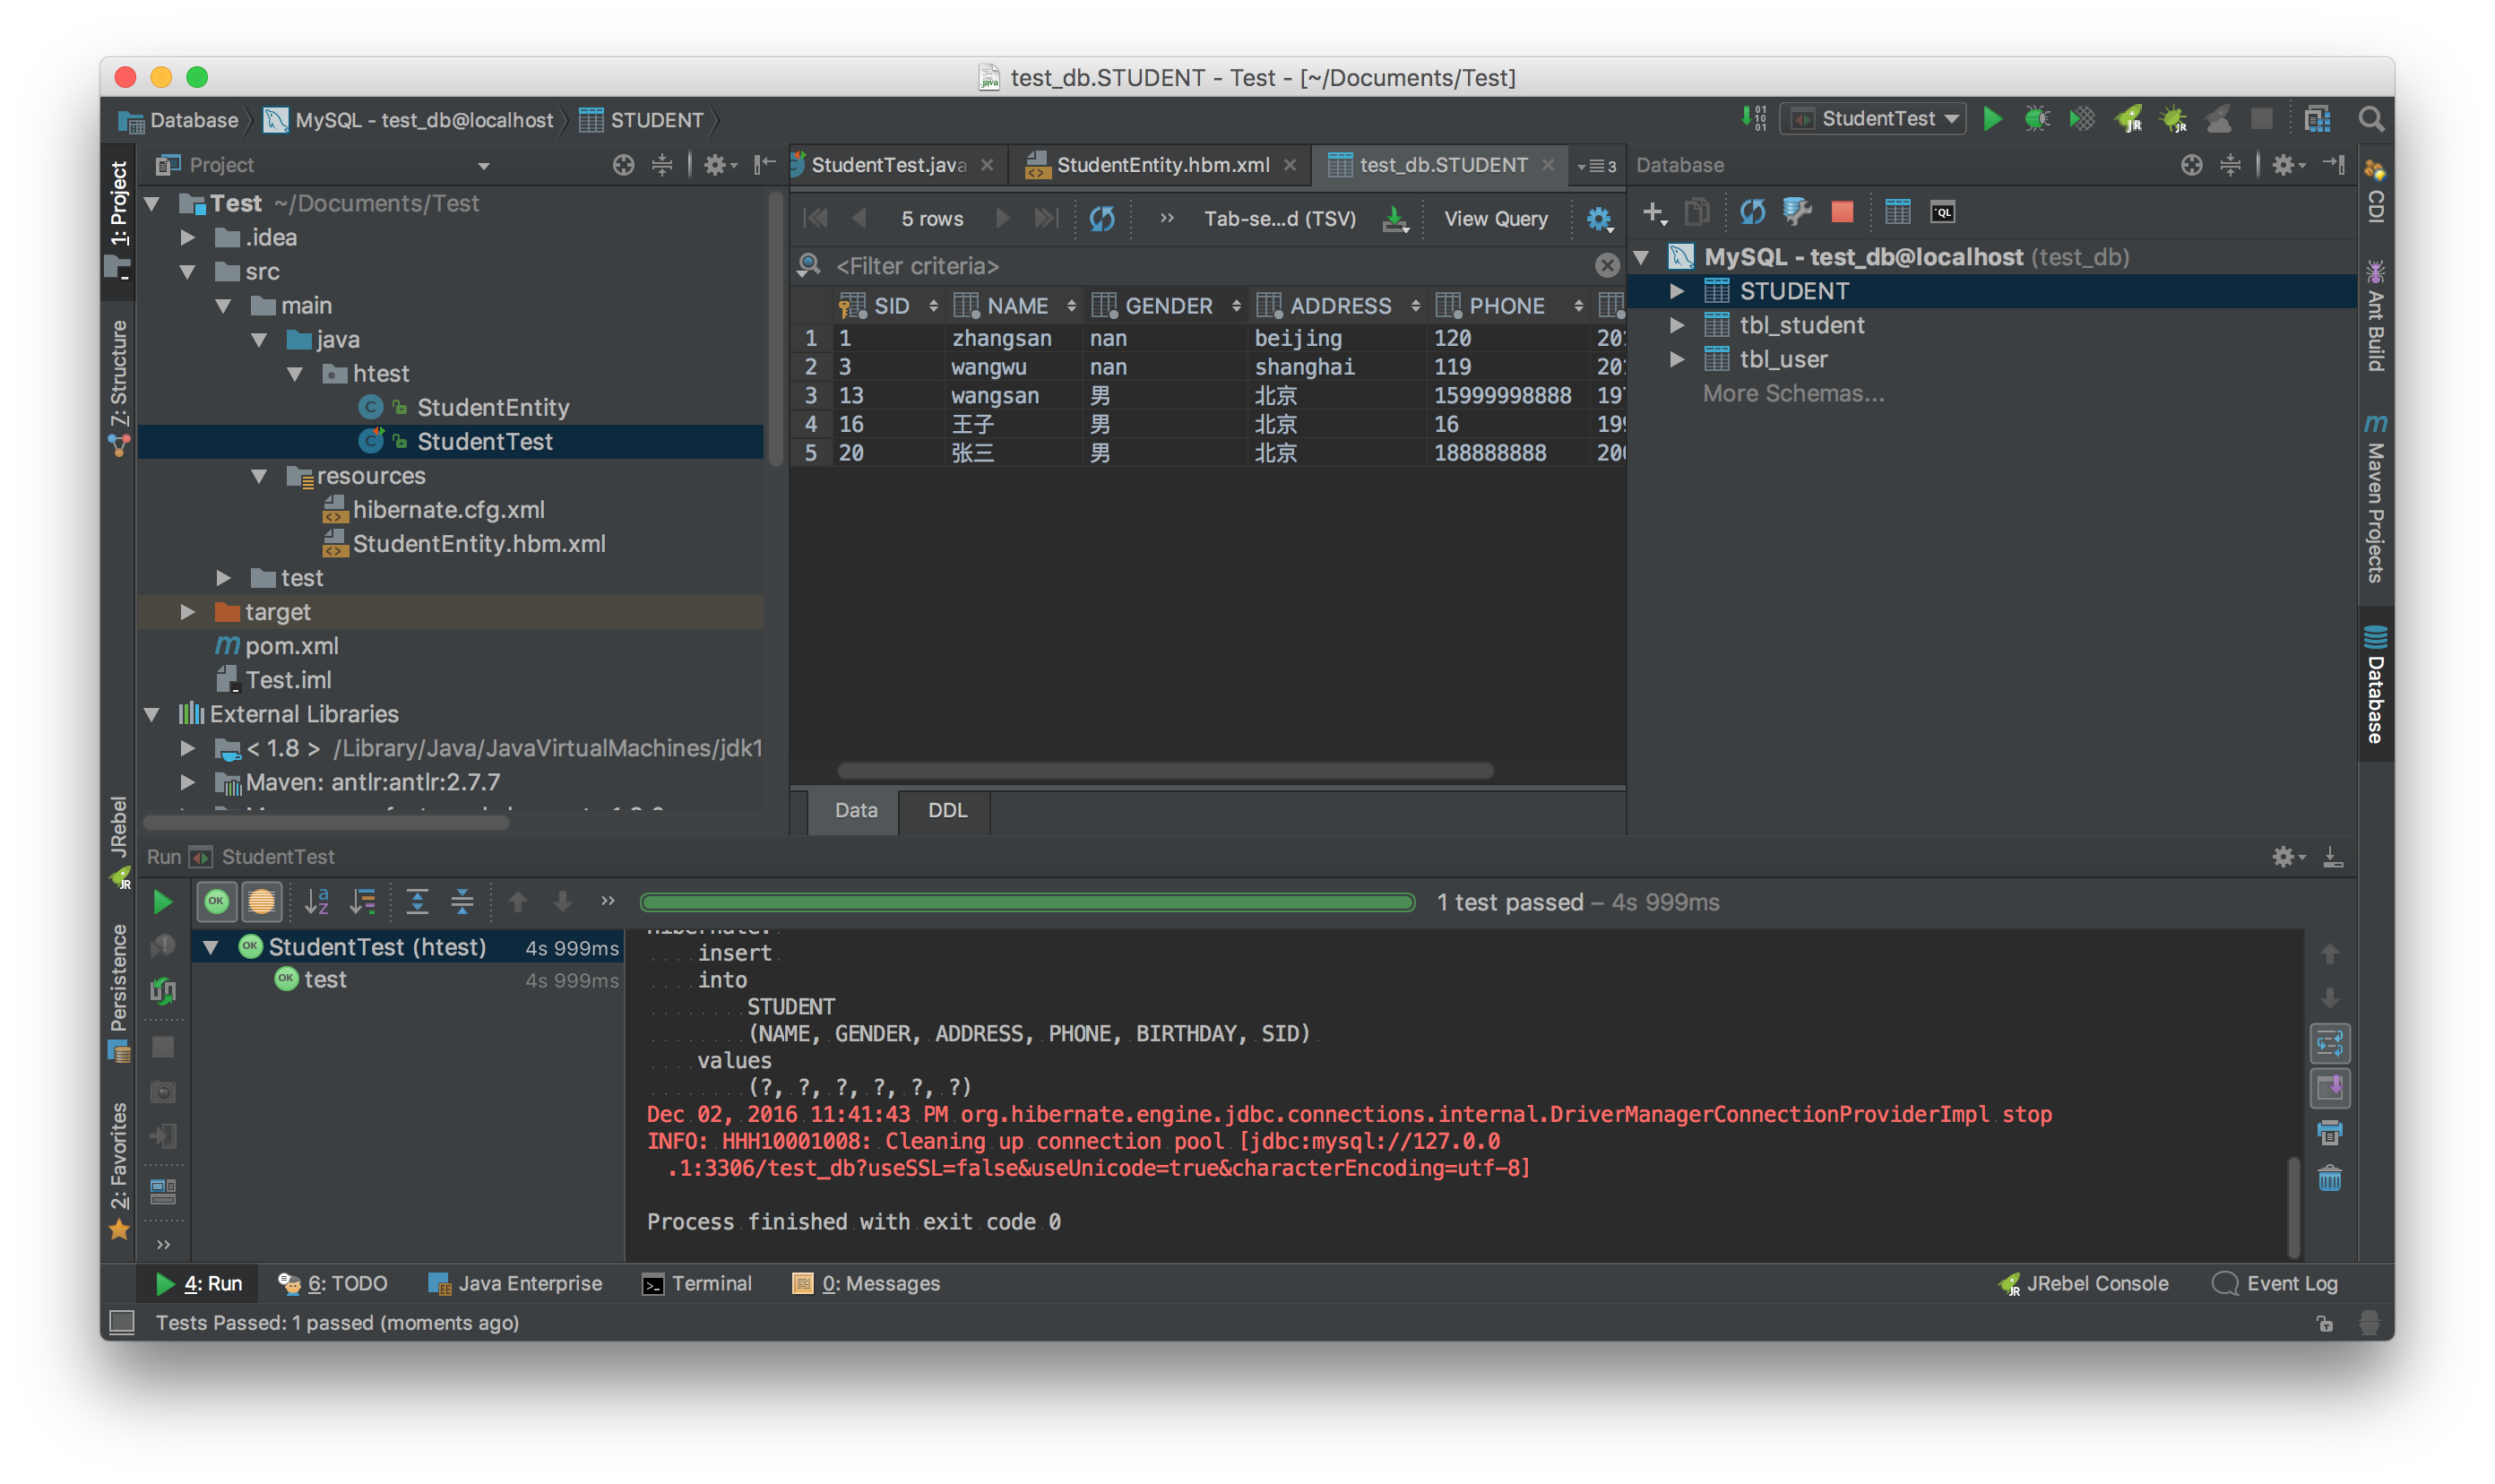 test_db.STUDENT - Test - [~/Documents/Test]
Database MySQL - test_db@localhost STUDENT
StudentTest
1: Project
Z: Structure
JRebel
Persistence
2: Favorites
Project
Test ~/Documents/Test
.idea
src
main
java
htest
StudentEntity
StudentTest
resources
hibernate.cfg.xml
StudentEntity.hbm.xml
test
target
pom.xml
Test.iml
External Libraries
< 1.8 > /Library/Java/JavaVirtualMachines/jdk1
Maven: antlr:antlr:2.7.7
StudentTest.java StudentEntity.hbm.xml test_db.STUDENT 3
5 rows Tab-se...d (TSV) View Query
<Filter criteria>
SID NAME GENDER ADDRESS PHONE
1 1 zhangsan nan beijing 120 20
2 3 wangwu nan shanghai 119 20
3 13 wangsan 男 北京 15999998888 19
4 16 王子 男 北京 16 19
5 20 张三 男 北京 188888888 20
Data DDL
Database
MySQL - test_db@localhost (test_db)
STUDENT
tbl_student
tbl_user
More Schemas...
CDI
Ant Build
Maven Projects
Database
Run StudentTest
1 test passed – 4s 999ms
StudentTest (htest) 4s 999ms
test 4s 999ms
Hibernate:
insert
into
STUDENT
(NAME, GENDER, ADDRESS, PHONE, BIRTHDAY, SID)
values
(?, ?, ?, ?, ?, ?)
Dec 02, 2016 11:41:43 PM org.hibernate.engine.jdbc.connections.internal.DriverManagerConnectionProviderImpl stop
INFO: HHH10001008: Cleaning up connection pool [jdbc:mysql://127.0.0
.1:3306/test_db?useSSL=false&useUnicode=true&characterEncoding=utf-8]
Process finished with exit code 0
4: Run 6: TODO Java Enterprise Terminal 0: Messages JRebel Console Event Log
Tests Passed: 1 passed (moments ago)